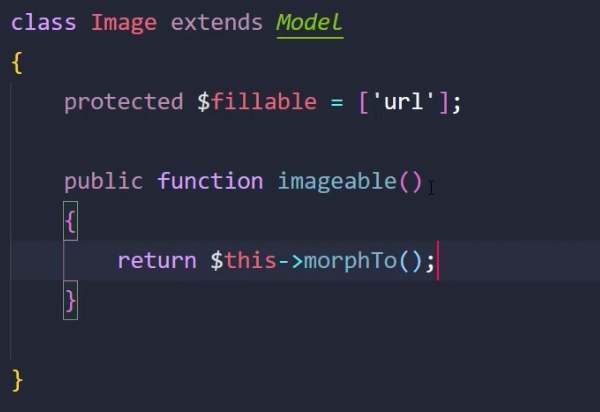 class Image extends Model
{
    protected $fillable = ['url'];
    public function imageable()
    {
        return $this->morphTo();
    }
}